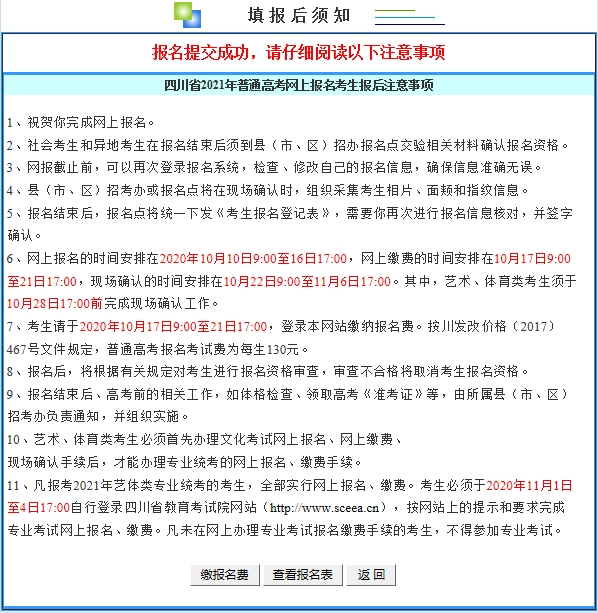 填报后须知
报名提交成功，请仔细阅读以下注意事项
四川省2021年普通高考网上报名考生报后注意事项
1、祝贺你完成网上报名。
2、社会考生和异地考生在报名结束后须到县（市、区）招办报名点交验相关材料确认报名资格。
3、网报截止前，可以再次登录报名系统，检查、修改自己的报名信息，确保信息准确无误。
4、县（市、区）招考办或报名点将在现场确认时，组织采集考生相片、面颊和指纹信息。
5、报名结束后，报名点将统一下发《考生报名登记表》，需要你再次进行报名信息核对，并签字
确认。
6、网上报名的时间安排在2020年10月10日9:00至16日17:00，网上缴费的时间安排在10月17日9:00
至21日17:00，现场确认的时间安排在10月22日9:00至11月6日17:00。其中，艺术、体育类考生须于
10月28日17:00前完成现场确认工作。
7、考生请于2020年10月17日9:00至21日17:00，登录本网站缴纳报名费。按川发改价格（2017）
467号文件规定，普通高考报名考试费为每生130元。
8、报名后，将根据有关规定对考生进行报名资格审查，审查不合格将取消考生报名资格。
9、报名结束后、高考前的相关工作，如体格检查、领取高考《准考证》等，由所属县（市、区）
招考办负责通知，并组织实施。
10、艺术、体育类考生必须首先办理文化考试网上报名、网上缴费、
现场确认手续后，才能办理专业统考的网上报名、缴费手续。
11、凡报考2021年艺体类专业统考的考生，全部实行网上报名、缴费。考生必须于2020年11月1日
至4日17:00自行登录四川省教育考试院网站（http://www.sceea.cn），按网站上的提示和要求完成
专业考试网上报名、缴费。凡未在网上办理专业考试报名缴费手续的考生，不得参加专业考试。
缴报名费 查看报名表 返 回